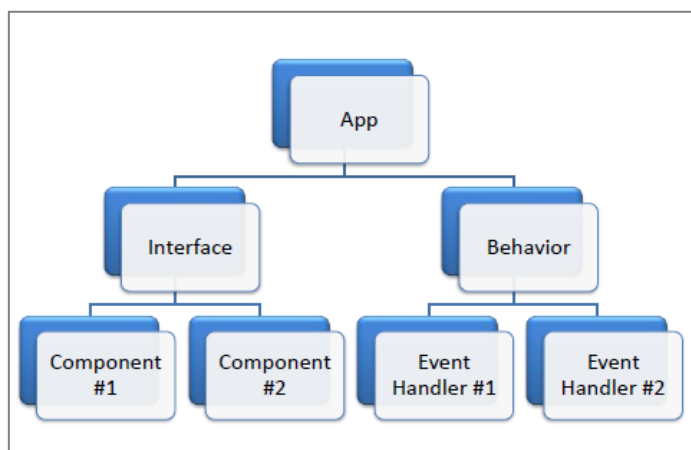 App
Interface
Behavior
Component
#1
Component
#2
Event
Handler #1
Event
Handler #2